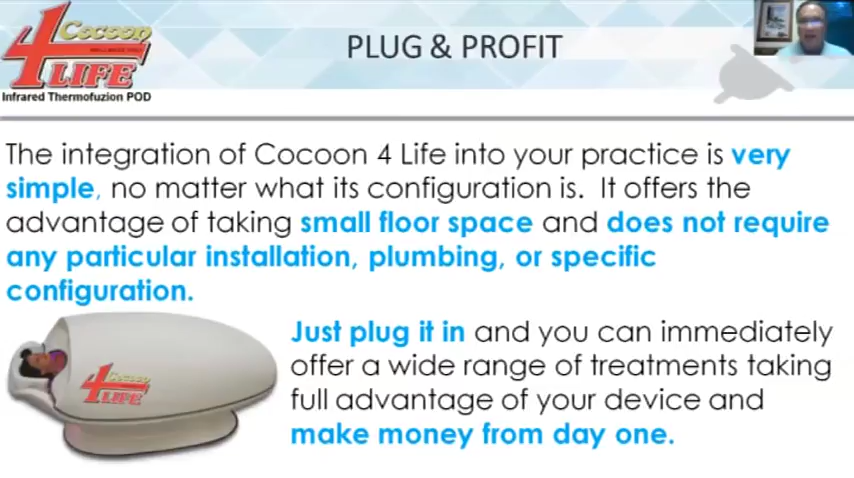 Cocoon
4
LIFE
Infrared Thermofuzion POD
PLUG & PROFIT
The integration of Cocoon 4 Life into your practice is very
simple, no matter what its configuration is. It offers the
advantage of taking small floor space and does not require
any particular installation, plumbing, or specific
configuration.
Just plug it in and you can immediately
offer a wide range of treatments taking
full advantage of your device and
make money from day one.
Cocoon
4
LIFE